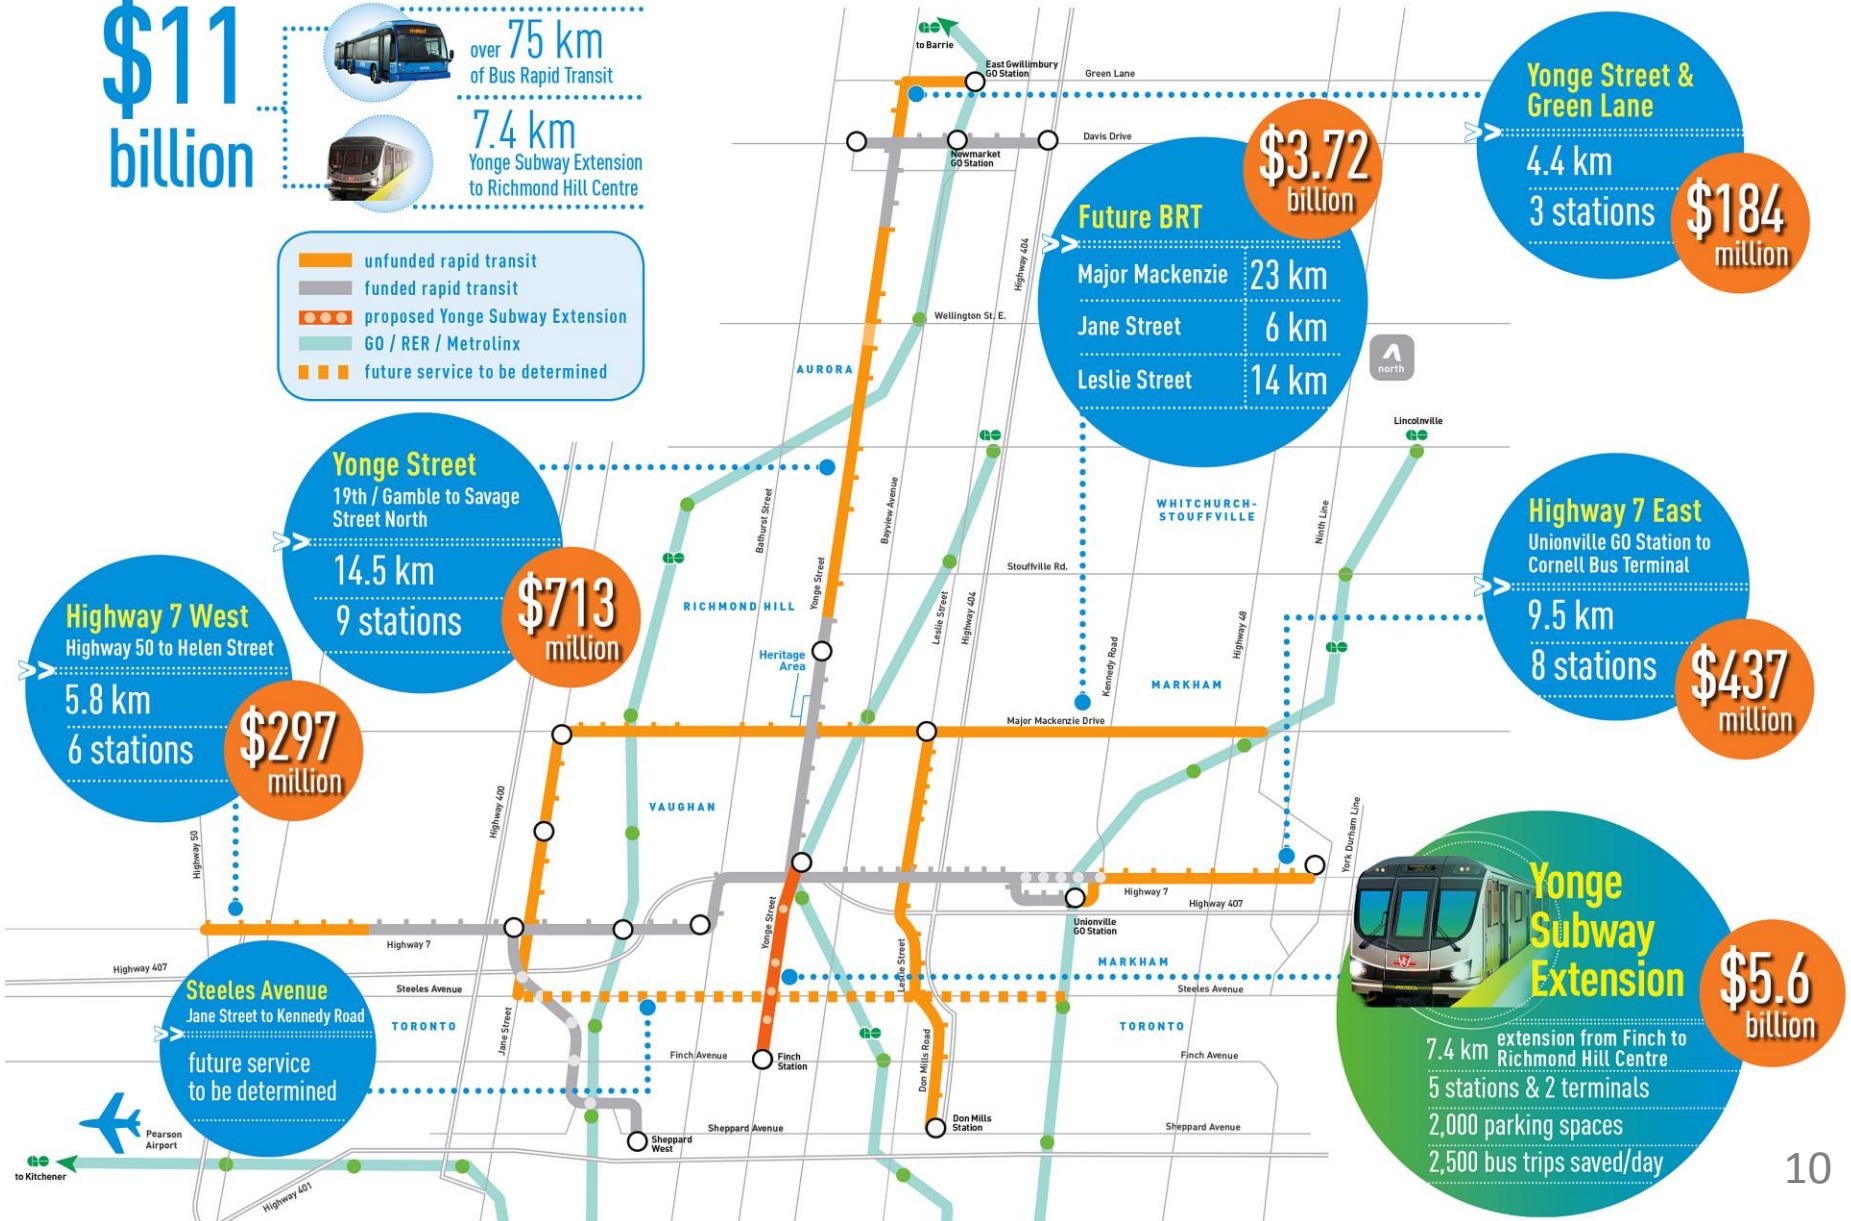 $11
billion
over 75 km
of Bus Rapid Transit
7.4 km
Yonge Subway Extension
to Richmond Hill Centre
unfunded rapid transit
funded rapid transit
proposed Yonge Subway Extension
GO / RER / Metrolinx
future service to be determined
to Barrie
East Gwillimbury
GO Station
Green Lane
Davis Drive
Newmarket
GO Station
Highway 404
Wellington St. E.
AURORA
Yonge Street &
Green Lane
4.4 km
3 stations
$184
million
$3.72
billion
Future BRT
Major Mackenzie 23 km
Jane Street 6 km
Leslie Street 14 km
north
Lincolnville
Yonge Street
19th / Gamble to Savage
Street North
14.5 km
9 stations
$713
million
Bathurst Street
Bayview Avenue
WHITCHURCH-
STOUFFVILLE
Ninth Line
Stouffville Rd.
Yonge Street
RICHMOND HILL
Leslie Street
Highway 404
Heritage
Area
Kennedy Road
Highway 48
MARKHAM
Major Mackenzie Drive
Highway 7 East
Unionville GO Station to
Cornell Bus Terminal
9.5 km
8 stations
$437
million
Highway 7 West
Highway 50 to Helen Street
5.8 km
6 stations
$297
million
Highway 50
Highway 400
VAUGHAN
York Durham Line
Highway 7
Highway 407
Unionville
GO Station
Yonge Street
Highway 7
Highway 407
Leslie Street
MARKHAM
Steeles Avenue
Steeles Avenue
Steeles Avenue
Jane Street to Kennedy Road
future service
to be determined
TORONTO
TORONTO
Jane Street
Finch Avenue
Finch
Station
Don Mills Road
Finch Avenue
Don Mills
Station
Sheppard Avenue
Sheppard Avenue
Sheppard
West
Pearson
Airport
to Kitchener
Highway 401
Yonge
Subway
Extension
$5.6
billion
7.4 km extension from Finch to
Richmond Hill Centre
5 stations & 2 terminals
2,000 parking spaces
2,500 bus trips saved/day
10